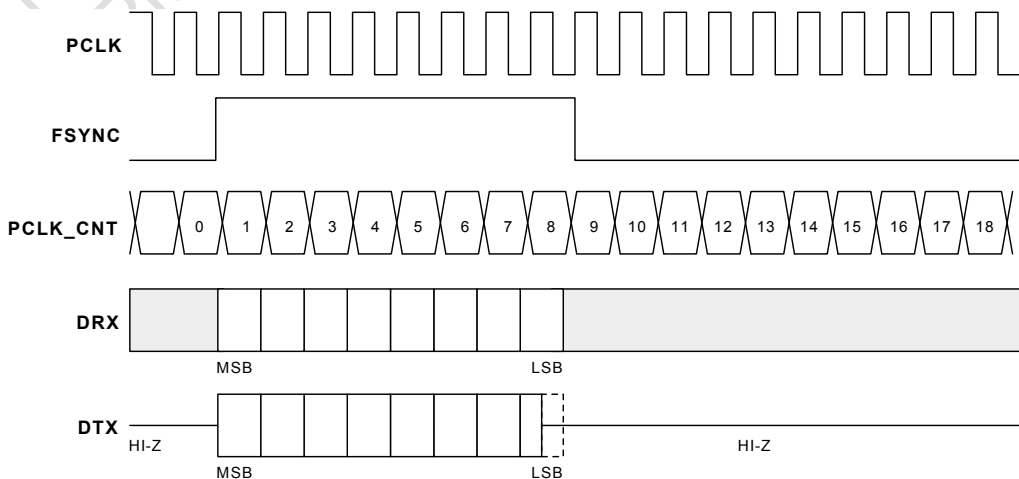 PCLK
FSYNC
PCLK_CNT 0 1 2 3 4 5 6 7 8 9 10 11 12 13 14 15 16 17 18
DRX
MSB LSB
DTX
HI-Z HI-Z
MSB LSB